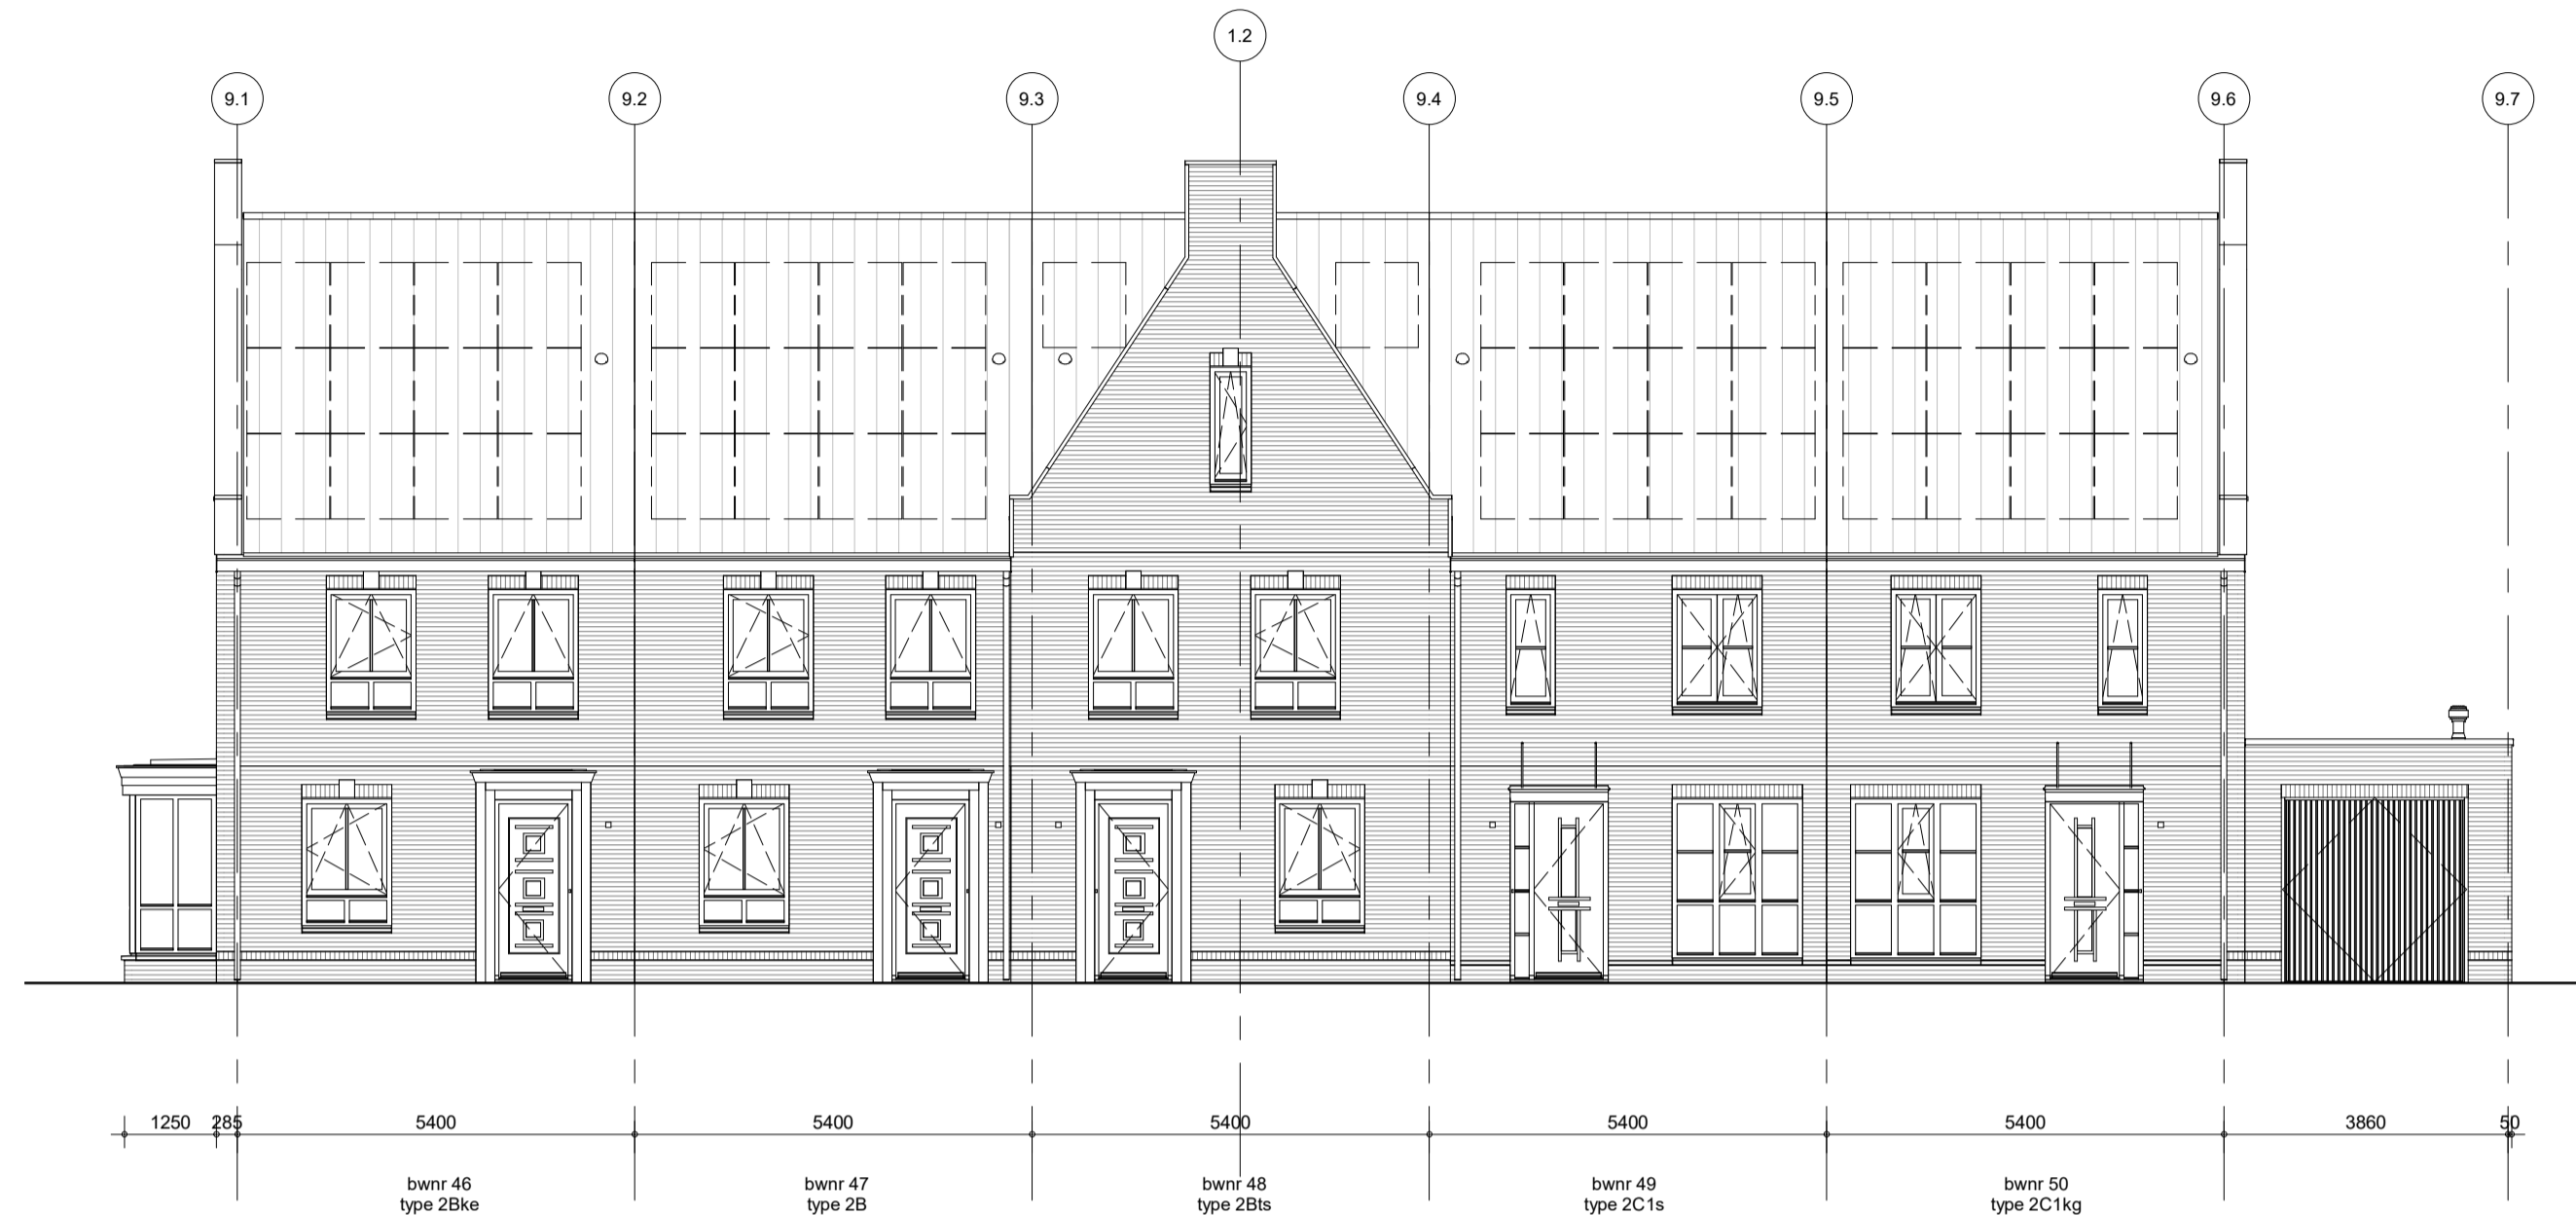 1.2
9.1 9.2 9.3 9.4 9.5 9.6 9.7
1250 285 5400 5400 5400 5400 5400 3860 50
bwnr 46 bwnr 47 bwnr 48 bwnr 49 bwnr 50
type 2Bke type 2B type 2Bts type 2C1s type 2C1kg